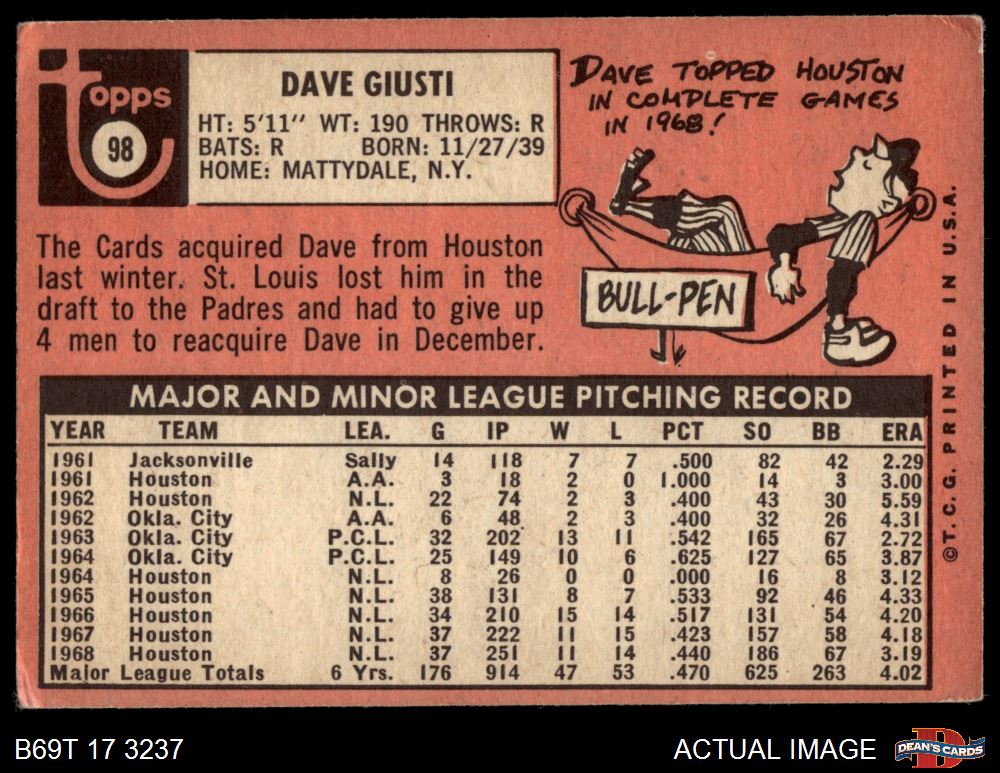 Topps
98
DAVE GIUSTI
HT: 5'11" WT: 190 THROWS: R
BATS: R BORN: 11/27/39
HOME: MATTYDALE, N.Y.
DAVE TOPPED HOUSTON
IN COMPLETE GAMES
IN 1968!
BULL-PEN
The Cards acquired Dave from Houston
last winter. St. Louis lost him in the
draft to the Padres and had to give up
4 men to reacquire Dave in December.
MAJOR AND MINOR LEAGUE PITCHING RECORD
YEAR TEAM LEA. G IP W L PCT SO BB ERA
1961 Jacksonville Sally 14 118 7 7 .500 82 42 2.29
1961 Houston A.A. 3 18 2 0 1.000 14 3 3.00
1962 Houston N.L. 22 74 2 3 .400 43 30 5.59
1962 Okla. City A.A. 6 48 2 3 .400 32 26 4.31
1963 Okla. City P.C.L. 32 202 13 11 .542 165 67 2.72
1964 Okla. City P.C.L. 25 149 10 6 .625 127 65 3.87
1964 Houston N.L. 8 26 0 0 .000 16 8 3.12
1965 Houston N.L. 38 131 8 7 .533 92 46 4.33
1966 Houston N.L. 34 210 15 14 .517 131 54 4.20
1967 Houston N.L. 37 222 11 15 .423 157 58 4.18
1968 Houston N.L. 37 251 11 14 .440 186 67 3.19
Major League Totals 6 Yrs. 176 914 47 53 .470 625 263 4.02
©T.C.G. PRINTED IN U.S.A.
B69T 17 3237
ACTUAL IMAGE
D
DEAN'S CARDS